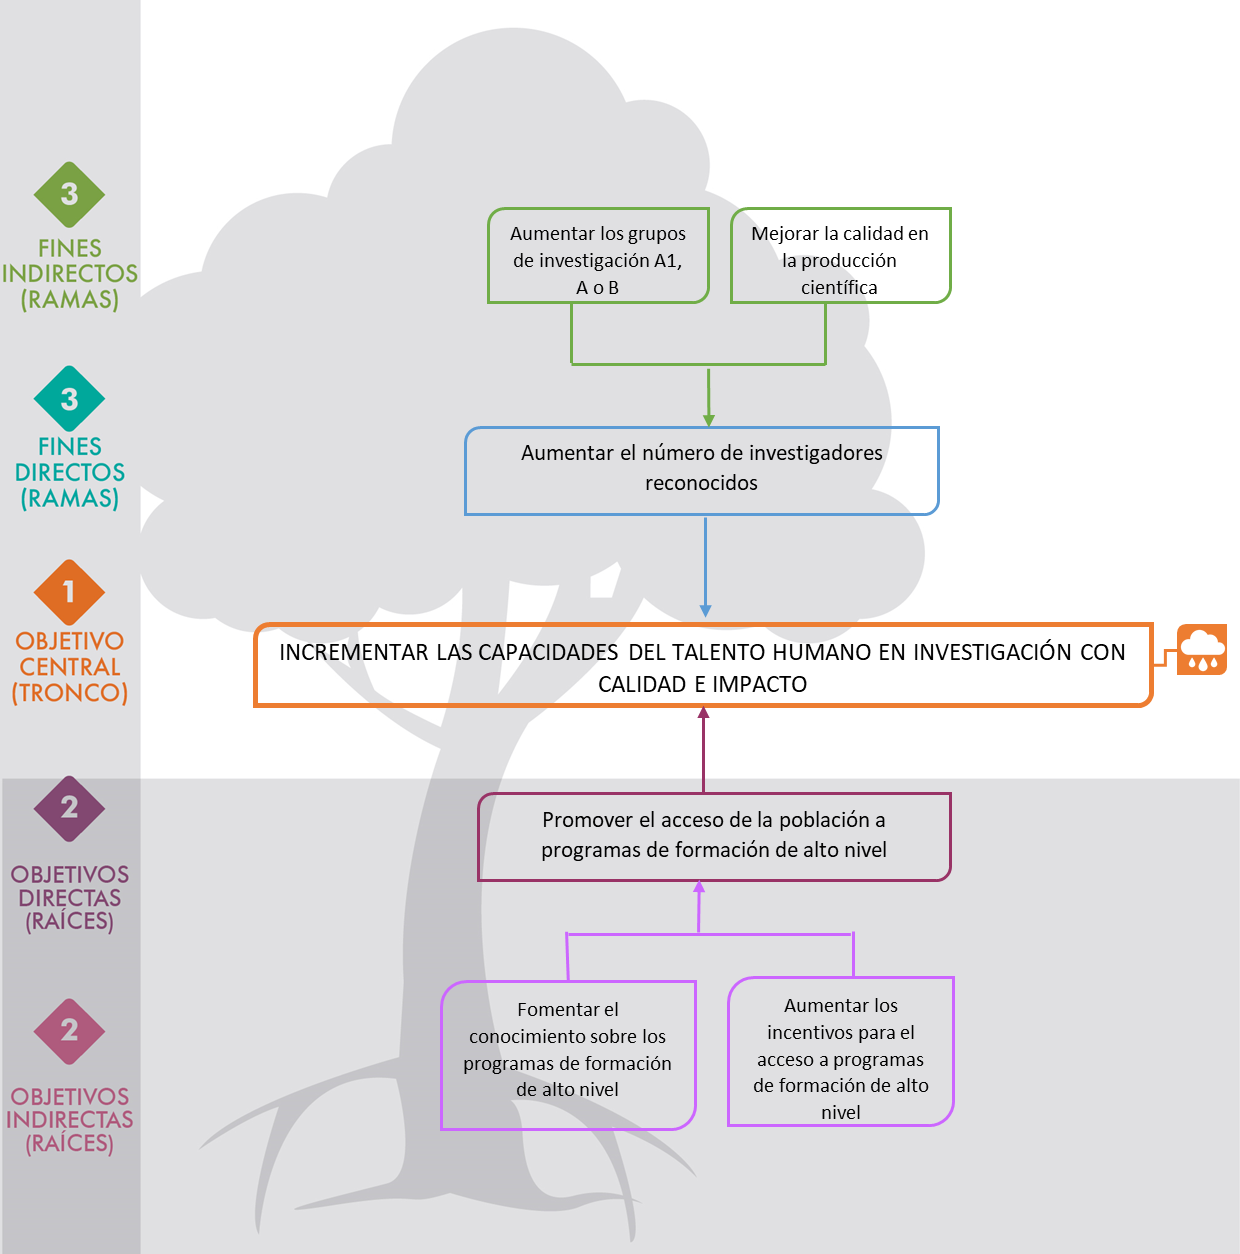 3
FINES
INDIRECTOS
(RAMAS)
Aumentar los grupos
de investigación A1,
A o B
Mejorar la calidad en
la producción
científica
3
FINES
DIRECTOS
(RAMAS)
Aumentar el número de investigadores
reconocidos
1
OBJETIVO
CENTRAL
(TRONCO)
INCREMENTAR LAS CAPACIDADES DEL TALENTO HUMANO EN INVESTIGACIÓN CON
CALIDAD E IMPACTO
2
OBJETIVOS
DIRECTAS
(RAÍCES)
Promover el acceso de la población a
programas de formación de alto nivel
2
OBJETIVOS
INDIRECTAS
(RAÍCES)
Fomentar el
conocimiento sobre los
programas de formación
de alto nivel
Aumentar los
incentivos para el
acceso a programas
de formación de alto
nivel